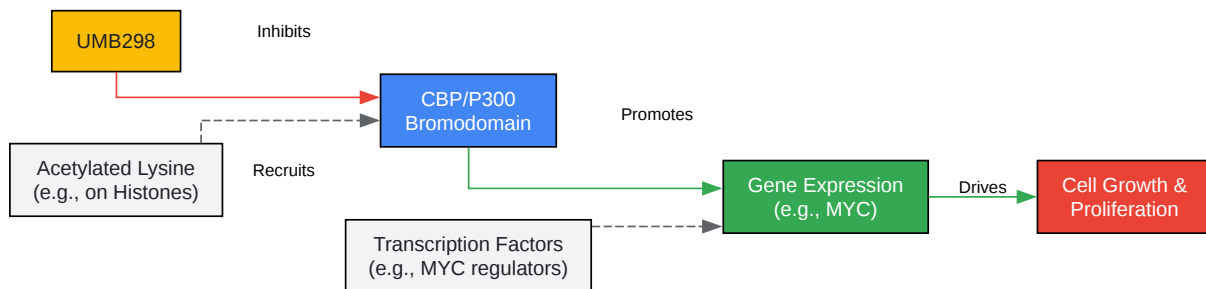 UMB298
Inhibits
CBP/P300
Bromodomain
Promotes
Acetylated Lysine
(e.g., on Histones)
Recruits
Gene Expression
(e.g., MYC)
Drives
Cell Growth &
Proliferation
Transcription Factors
(e.g., MYC regulators)